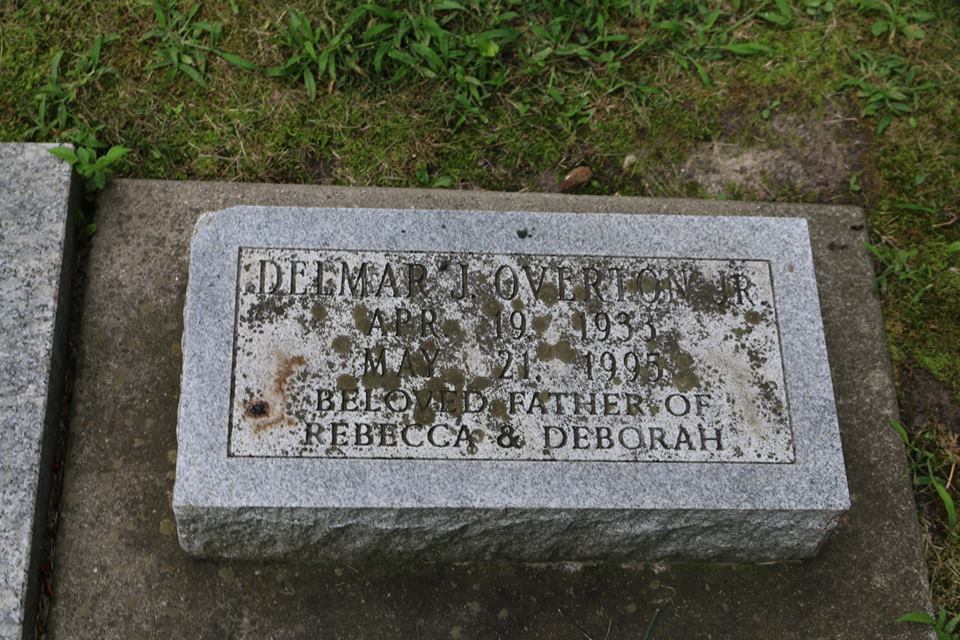 DELMAR J. OVERTON JR.
APR. 19, 1935
MAY 21, 1995
BELOVED FATHER OF
REBECCA & DEBORAH